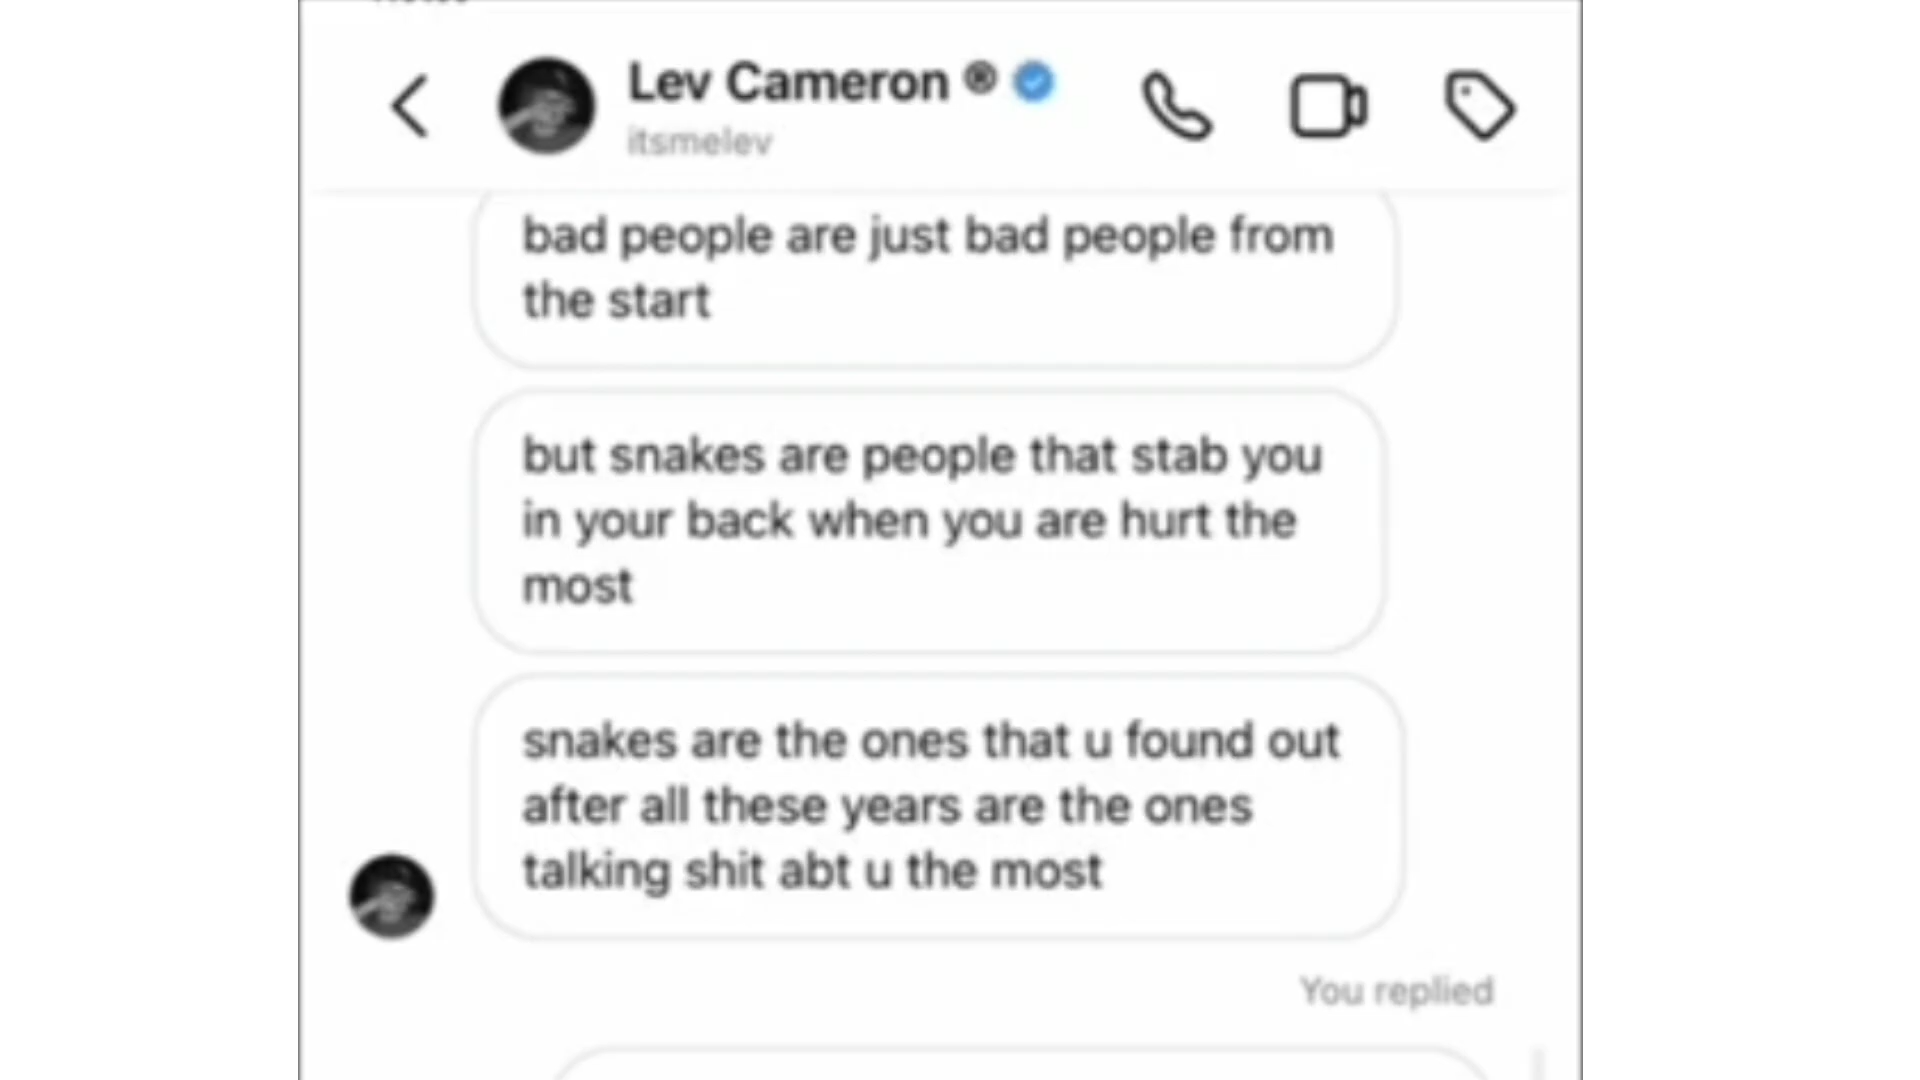 Lev Cameron ®
itsmelev
bad people are just bad people from
the start
but snakes are people that stab you
in your back when you are hurt the
most
snakes are the ones that u found out
after all these years are the ones
talking shit abt u the most
You replied